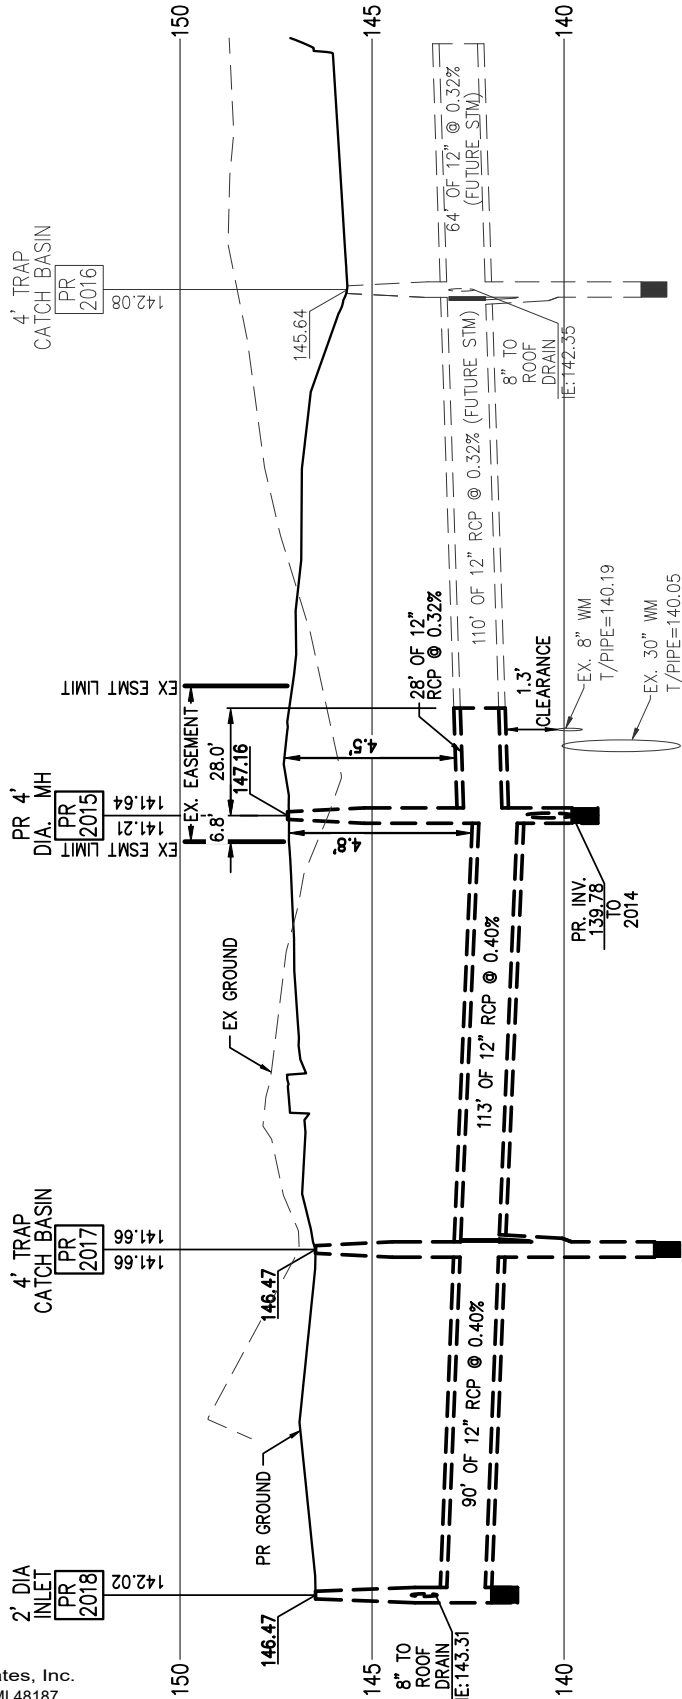 150
145
140
4' TRAP
CATCH BASIN
PR
2016
142.08
145.64
64' OF 12" @ 0.32%
(FUTURE STM)
8" TO
ROOF
DRAIN
IE:142.35
110' OF 12" RCP @ 0.32% (FUTURE STM)
EX ESMT LIMIT
EX. EASEMENT
28.0'
6.8'
147.16
PR 4'
DIA. MH
PR
2015
141.64
141.21
EX ESMT LIMIT
4.5'
4.8'
28' OF 12"
RCP @ 0.32%
1.3'
CLEARANCE
EX. 8" WM
T/PIPE=140.19
EX. 30" WM
T/PIPE=140.05
PR. INV.
139.78
TO
2014
EX GROUND
113' OF 12" RCP @ 0.40%
4' TRAP
CATCH BASIN
PR
2017
141.66
141.66
146.47
PR GROUND
90' OF 12" RCP @ 0.40%
2' DIA
INLET
PR
2018
142.02
146.47
8" TO
ROOF
DRAIN
IE:143.31
150
145
140
ates, Inc.
MI 48187